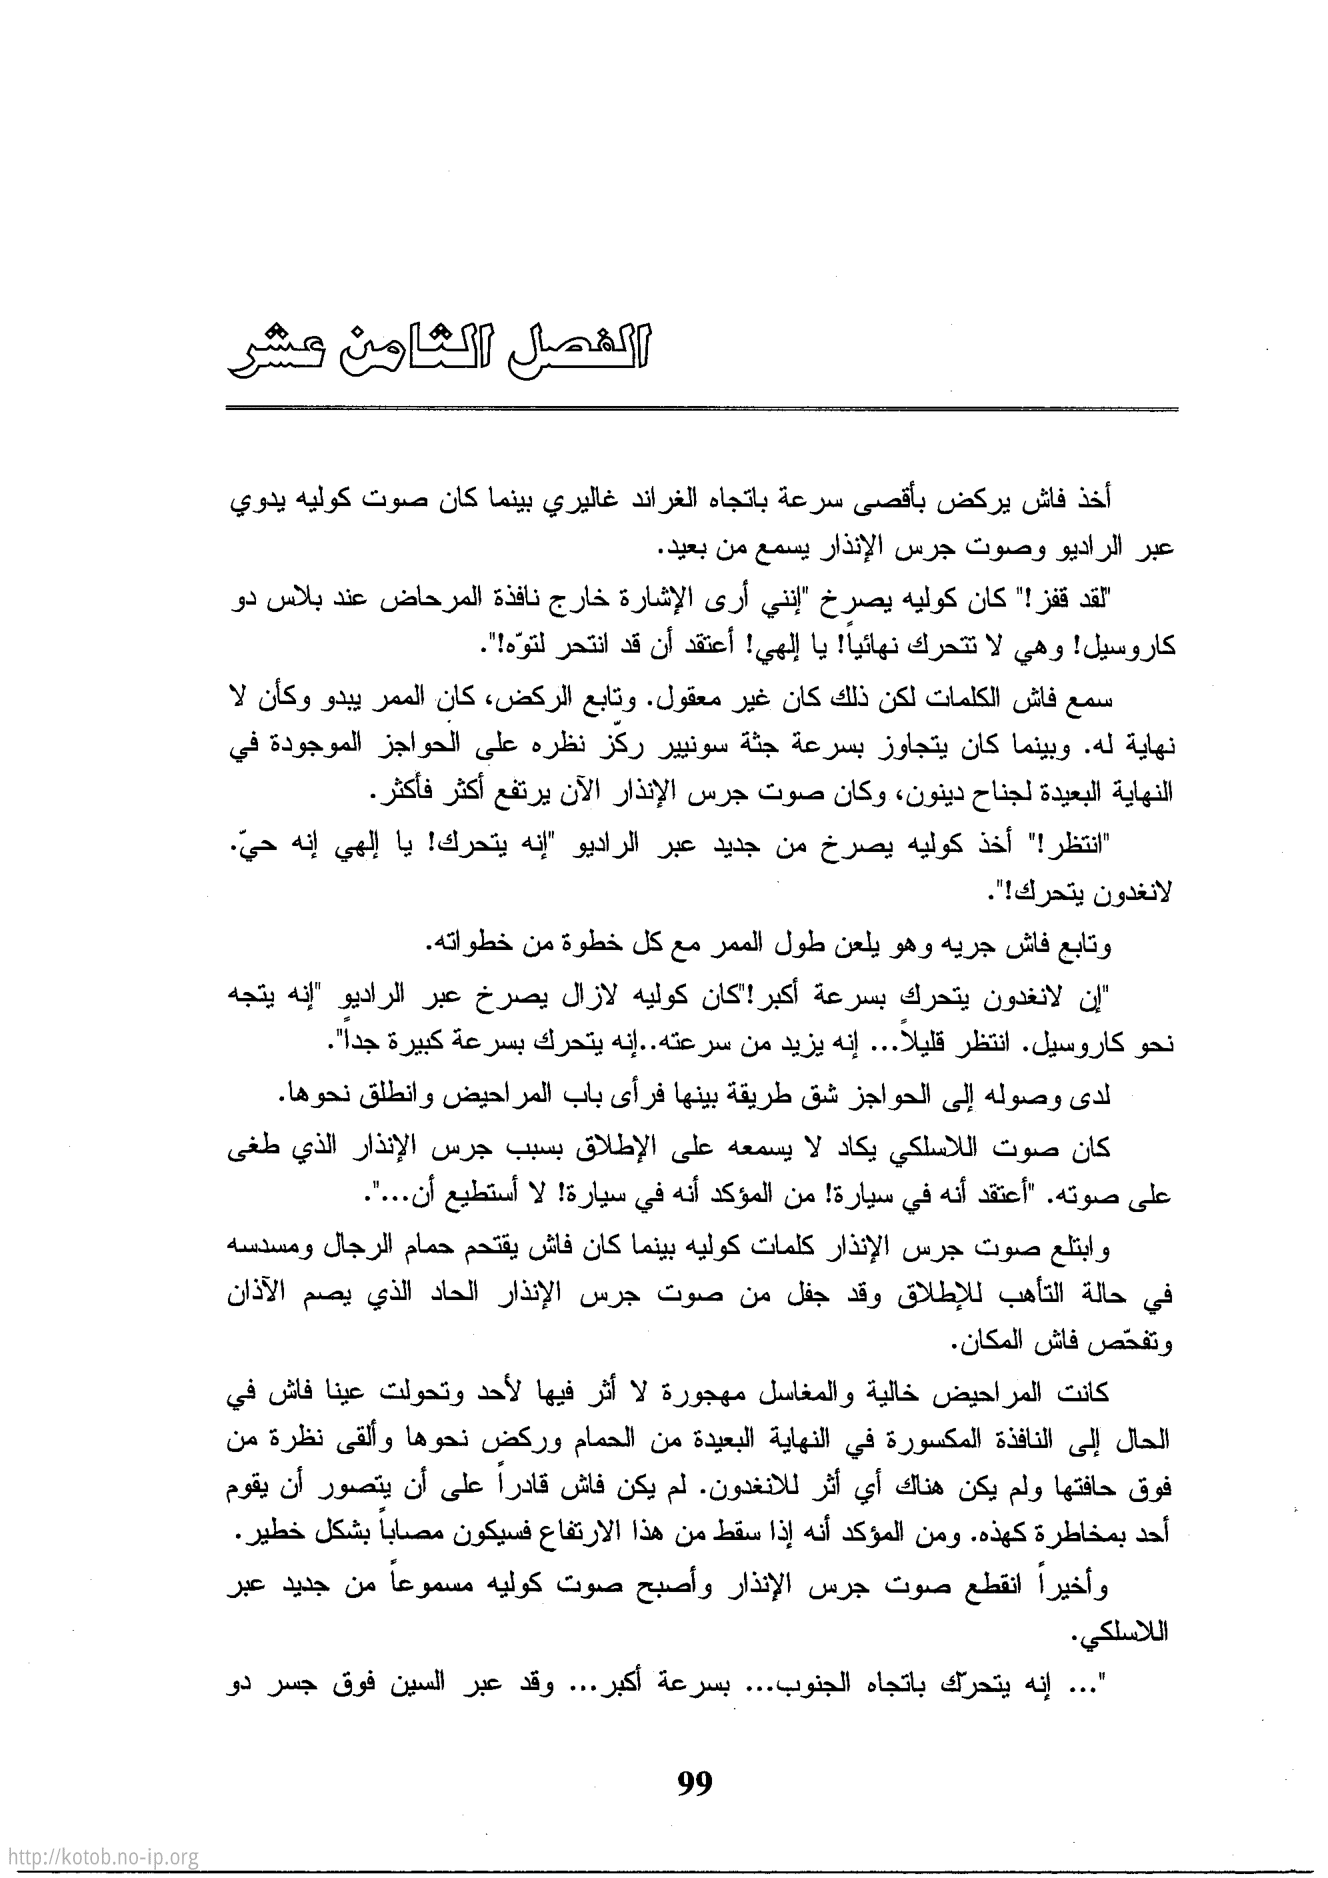 الفصل الثامن عشر
أخذ فاش يركض بأقصى سرعة باتجاه الغراند غاليري بينما كان صوت كوليه يدوي
عبر الراديو وصوت جرس الإنذار يسمع من بعيد.
"لقد قفز!" كان كوليه يصرخ "إنني أرى الإشارة خارج نافذة المرحاض عند بلاس دو
كاروسيل! وهي لا تتحرك نهائياً! يا إلهي! أعتقد أن قد انتحر لتوّه!".
سمع فاش الكلمات لكن ذلك كان غير معقول. وتابع الركض، كان الممر يبدو وكأن لا
نهاية له. وبينما كان يتجاوز بسرعة جثة سونيير ركّز نظره على الحواجز الموجودة في
النهاية البعيدة لجناح دينون، وكان صوت جرس الإنذار الآن يرتفع أكثر فأكثر.
"انتظر!" أخذ كوليه يصرخ من جديد عبر الراديو "إنه يتحرك! يا إلهي إنه حيّ.
لانغدون يتحرك!".
وتابع فاش جريه وهو يلعن طول الممر مع كل خطوة من خطواته.
"إن لانغدون يتحرك بسرعة أكبر!"كان كوليه لازال يصرخ عبر الراديو "إنه يتجه
نحو كاروسيل. انتظر قليلاً... إنه يزيد من سرعته..إنه يتحرك بسرعة كبيرة جداً".
لدى وصوله إلى الحواجز شق طريقة بينها فرأى باب المراحيض وانطلق نحوها.
كان صوت اللاسلكي يكاد لا يسمعه على الإطلاق بسبب جرس الإنذار الذي طغى
على صوته. "أعتقد أنه في سيارة! من المؤكد أنه في سيارة! لا أستطيع أن...".
وابتلع صوت جرس الإنذار كلمات كوليه بينما كان فاش يقتحم حمام الرجال ومسدسه
في حالة التأهب للإطلاق وقد جفل من صوت جرس الإنذار الحاد الذي يصم الآذان
وتفحّص فاش المكان.
كانت المراحيض خالية والمغاسل مهجورة لا أثر فيها لأحد وتحولت عينا فاش في
الحال إلى النافذة المكسورة في النهاية البعيدة من الحمام وركض نحوها وألقى نظرة من
فوق حافتها ولم يكن هناك أي أثر للانغدون. لم يكن فاش قادراً على أن يتصور أن يقوم
أحد بمخاطرة كهذه. ومن المؤكد أنه إذا سقط من هذا الارتفاع فسيكون مصاباً بشكل خطير.
وأخيراً انقطع صوت جرس الإنذار وأصبح صوت كوليه مسموعاً من جديد عبر
اللاسلكي.
"... إنه يتحرّك باتجاه الجنوب... بسرعة أكبر... وقد عبر السين فوق جسر دو
99
http://kotob.no-ip.org